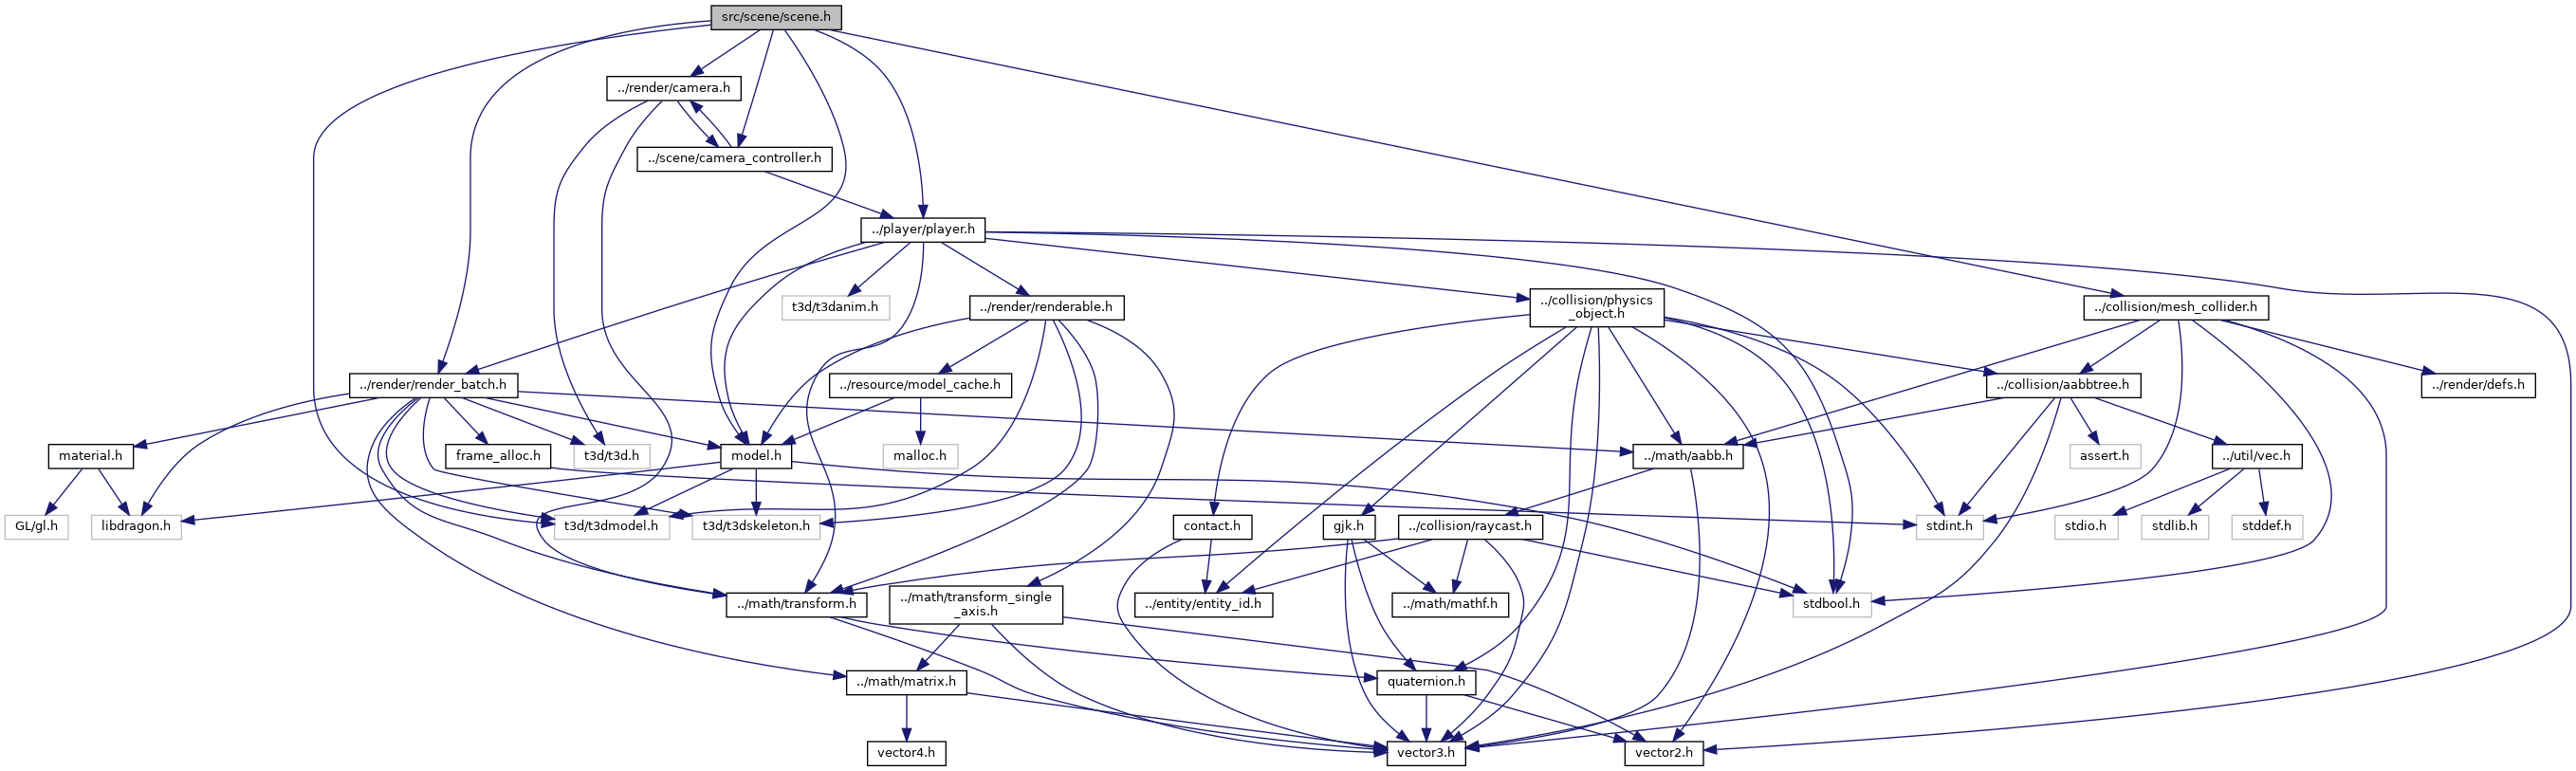 src/scene/scene.h
../render/camera.h
../scene/camera_controller.h
../player/player.h
t3d/t3danim.h
../render/renderable.h
../collision/physics
_object.h
../collision/mesh_collider.h
../render/render_batch.h
../resource/model_cache.h
../collision/aabbtree.h
../render/defs.h
material.h
frame_alloc.h
t3d/t3d.h
model.h
malloc.h
../math/aabb.h
assert.h
../util/vec.h
GL/gl.h
libdragon.h
t3d/t3dmodel.h
t3d/t3dskeleton.h
contact.h
gjk.h
../collision/raycast.h
stdint.h
stdio.h
stdlib.h
stddef.h
../math/transform.h
../math/transform_single
_axis.h
../entity/entity_id.h
../math/mathf.h
stdbool.h
../math/matrix.h
quaternion.h
vector4.h
vector3.h
vector2.h